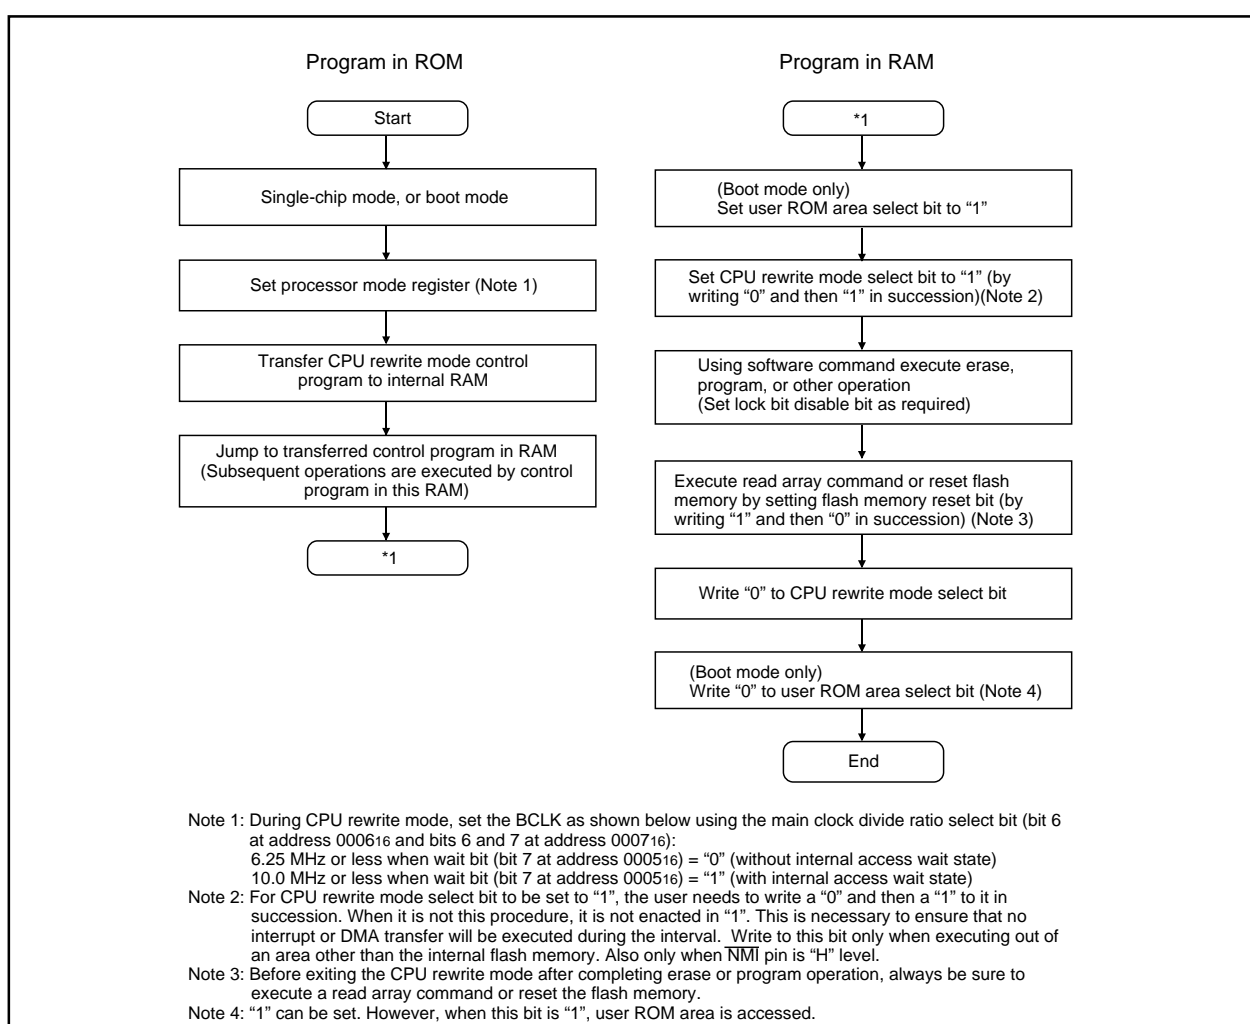 Program in ROM
Start
Single-chip mode, or boot mode
Set processor mode register (Note 1)
Transfer CPU rewrite mode control
program to internal RAM
Jump to transferred control program in RAM
(Subsequent operations are executed by control
program in this RAM)
*1
Program in RAM
*1
(Boot mode only)
Set user ROM area select bit to “1”
Set CPU rewrite mode select bit to “1” (by
writing “0” and then “1” in succession)(Note 2)
Using software command execute erase,
program, or other operation
(Set lock bit disable bit as required)
Execute read array command or reset flash
memory by setting flash memory reset bit (by
writing “1” and then “0” in succession) (Note 3)
Write “0” to CPU rewrite mode select bit
(Boot mode only)
Write “0” to user ROM area select bit (Note 4)
End
Note 1: During CPU rewrite mode, set the BCLK as shown below using the main clock divide ratio select bit (bit 6
at address 000616 and bits 6 and 7 at address 000716):
6.25 MHz or less when wait bit (bit 7 at address 000516) = “0” (without internal access wait state)
10.0 MHz or less when wait bit (bit 7 at address 000516) = “1” (with internal access wait state)
Note 2: For CPU rewrite mode select bit to be set to “1”, the user needs to write a “0” and then a “1” to it in
succession. When it is not this procedure, it is not enacted in “1”. This is necessary to ensure that no
interrupt or DMA transfer will be executed during the interval. Write to this bit only when executing out of
an area other than the internal flash memory. Also only when NMI pin is “H” level.
Note 3: Before exiting the CPU rewrite mode after completing erase or program operation, always be sure to
execute a read array command or reset the flash memory.
Note 4: “1” can be set. However, when this bit is “1”, user ROM area is accessed.